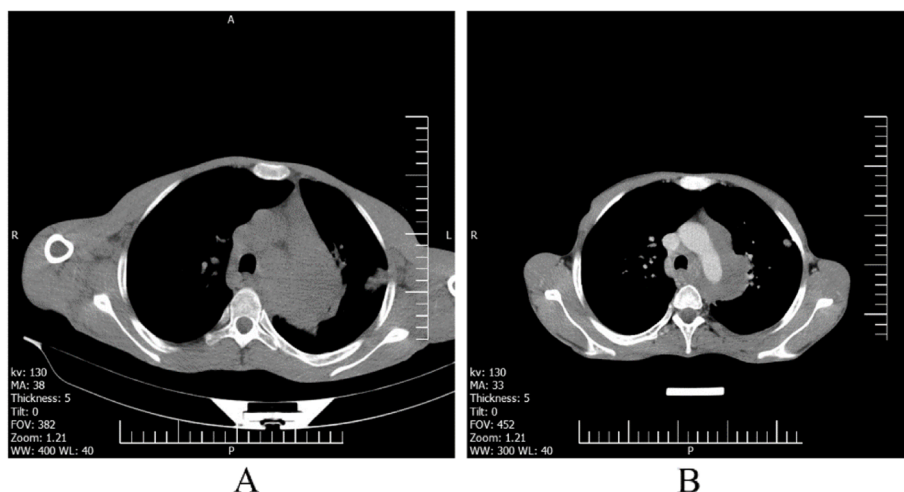 A
R
L
kv: 130
MA: 38
Thickness: 5
Tilt: 0
FOV: 382
Zoom: 1.21
WW: 400 WL: 40
P
A
R
kv: 130
MA: 33
Thickness: 5
Tilt: 0
FOV: 452
Zoom: 1.21
WW: 300 WL: 40
P
B